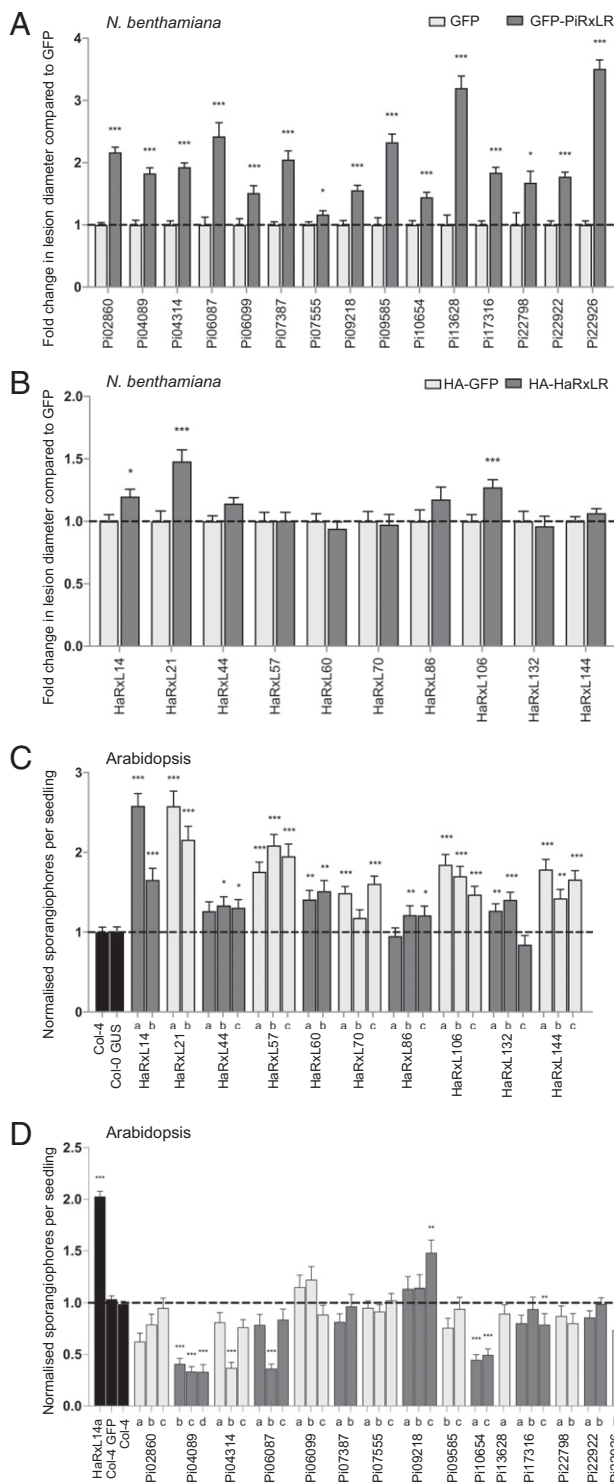 A
N. benthamiana
GFP GFP-PiRxLR
Fold change in lesion diameter compared to GFP
4
3
2
1
0
*** *** *** *** *** *** * *** *** *** *** *** * *** ***
Pi02860 Pi04089 Pi04314 Pi06087 Pi06099 Pi07387 Pi07555 Pi09218 Pi09585 Pi10654 Pi13628 Pi17316 Pi22798 Pi22922 Pi22926
B
N. benthamiana
HA-GFP HA-HaRxLR
Fold change in lesion diameter compared to GFP
2.0
1.5
1.0
0.5
0.0
* *** ***
HaRxL14 HaRxL21 HaRxL44 HaRxL57 HaRxL60 HaRxL70 HaRxL86 HaRxL106 HaRxL132 HaRxL144
C
Arabidopsis
Normalised sporangiophores per seedling
3
2
1
0
*** *** *** *** * * *** *** *** ** ** *** *** ** * *** *** *** ** *** *** ** ***
a b a b a b c a b c a b a b c a b c a b c a b c a b c
Col-4 Col-0 GUS HaRxL14 HaRxL21 HaRxL44 HaRxL57 HaRxL60 HaRxL70 HaRxL86 HaRxL106 HaRxL132 HaRxL144
D
Arabidopsis
Normalised sporangiophores per seedling
2.5
2.0
1.5
1.0
0.5
0.0
*** *** *** *** *** *** ** *** *** **
a b c b c d a b c a b c a b c a b a b c a b c b c b c a a b c a b a b
HaRxL14a Col-4 GFP Col-4 Pi02860 Pi04089 Pi04314 Pi06087 Pi06099 Pi07387 Pi07555 Pi09218 Pi09585 Pi10654 Pi13628 Pi17316 Pi22798 Pi22922